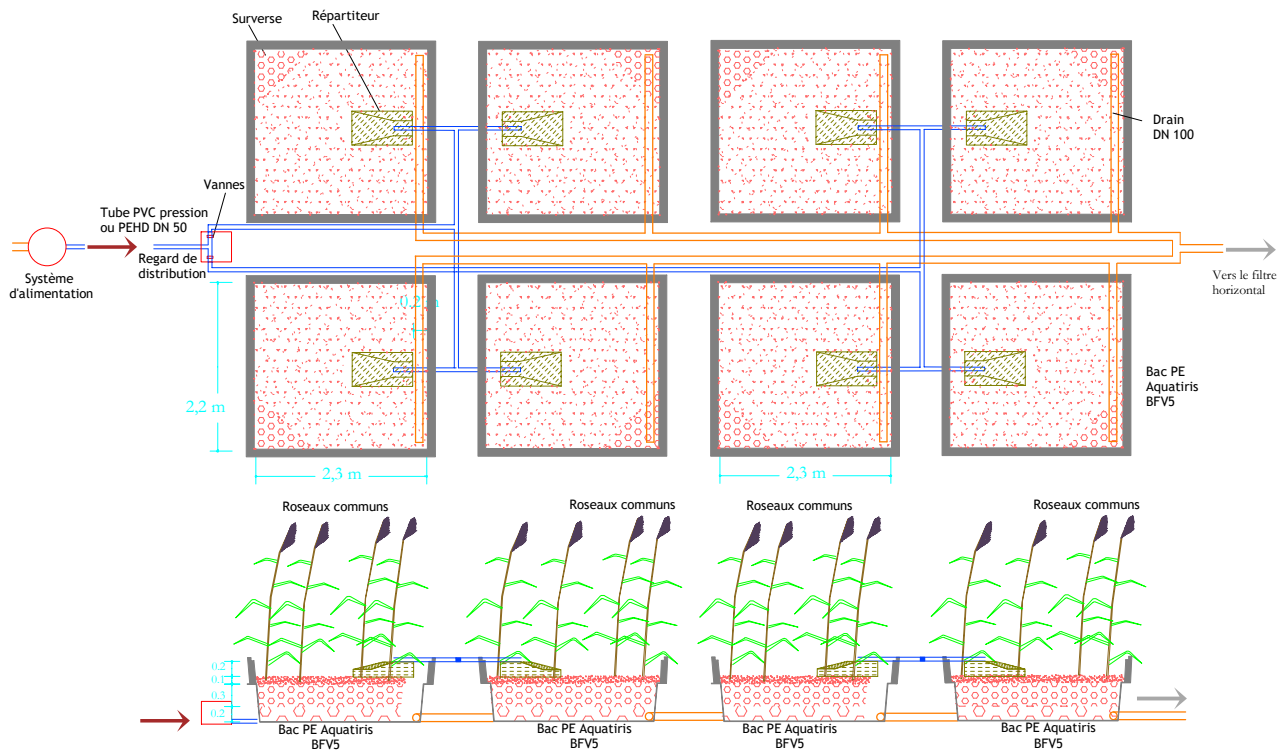 Surverse
Répartiteur
Drain
DN 100
Vannes
Tube PVC pression
ou PEHD DN 50
Regard de
distribution
Système
d'alimentation
Vers le filtre
horizontal
0,2 m
Bac PE
Aquatiris
BFV5
2,2 m
2,3 m
2,3 m
Roseaux communs
Roseaux communs
Roseaux communs
Roseaux communs
0.2
0.1
0.3
0.2
Bac PE Aquatiris
BFV5
Bac PE Aquatiris
BFV5
Bac PE Aquatiris
BFV5
Bac PE Aquatiris
BFV5